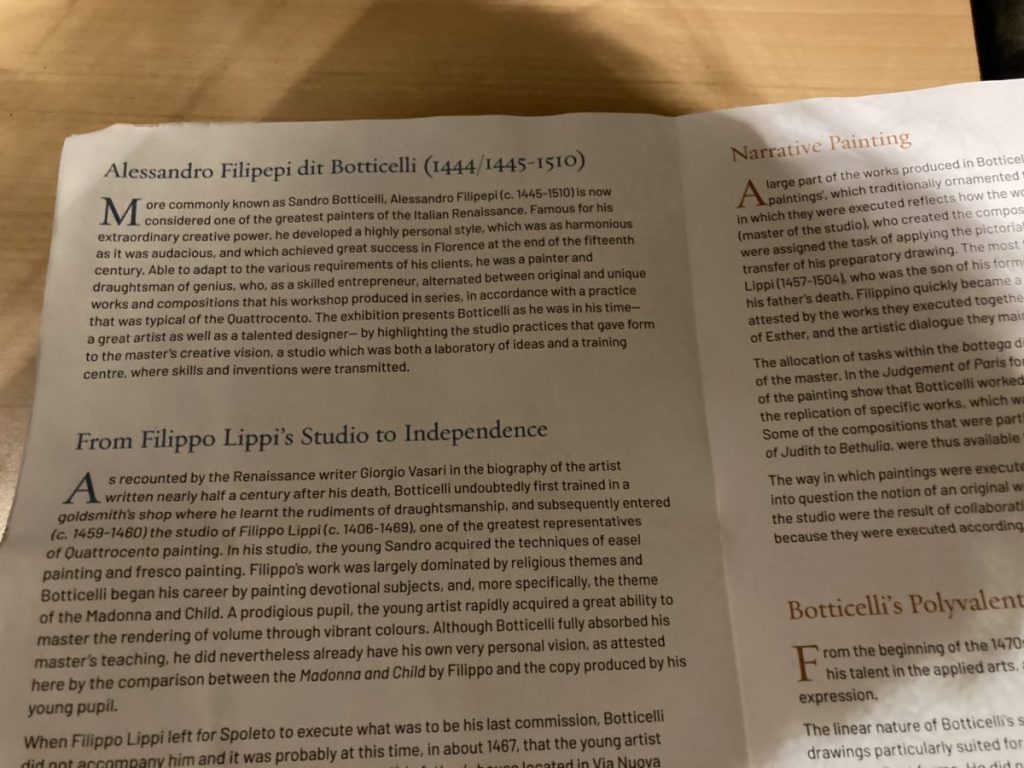 Alessandro Filipepi dit Botticelli (1444/1445-1510)
More commonly known as Sandro Botticelli, Alessandro Filipepi (c. 1445-1510) is now
considered one of the greatest painters of the Italian Renaissance. Famous for his
extraordinary creative power, he developed a highly personal style, which was as harmonious
as it was audacious, and which achieved great success in Florence at the end of the fifteenth
century. Able to adapt to the various requirements of his clients, he was a painter and
draughtsman of genius, who, as a skilled entrepreneur, alternated between original and unique
works and compositions that his workshop produced in series, in accordance with a practice
that was typical of the Quattrocento. The exhibition presents Botticelli as he was in his time—
a great artist as well as a talented designer— by highlighting the studio practices that gave form
to the master's creative vision, a studio which was both a laboratory of ideas and a training
centre, where skills and inventions were transmitted.
From Filippo Lippi's Studio to Independence
As recounted by the Renaissance writer Giorgio Vasari in the biography of the artist
written nearly half a century after his death, Botticelli undoubtedly first trained in a
goldsmith's shop where he learnt the rudiments of draughtsmanship, and subsequently entered
(c. 1459-1460) the studio of Filippo Lippi (c. 1406-1469), one of the greatest representatives
of Quattrocento painting. In his studio, the young Sandro acquired the techniques of easel
painting and fresco painting. Filippo's work was largely dominated by religious themes and
Botticelli began his career by painting devotional subjects, and, more specifically, the theme
of the Madonna and Child. A prodigious pupil, the young artist rapidly acquired a great ability to
master the rendering of volume through vibrant colours. Although Botticelli fully absorbed his
master's teaching, he did nevertheless already have his own very personal vision, as attested
here by the comparison between the Madonna and Child by Filippo and the copy produced by his
young pupil.
When Filippo Lippi left for Spoleto to execute what was to be his last commission, Botticelli
did not accompany him and it was probably at this time, in about 1467, that the young artist
father's house located in Via Nuova
Narrative Painting
A large part of the works produced in
paintings', which traditionally ornamented
in which they were executed reflects how the
(master of the studio), who created the
were assigned the task of applying the
transfer of his preparatory drawing. The most
Lippi (1457-1504), who was the son of his
his father's death. Filippino quickly became a
attested by the works they executed
of Esther, and the artistic dialogue they
The allocation of tasks within the bottega
of the master. In the Judgement of Paris
of the painting show that Botticelli worked
the replication of specific works, which
Some of the compositions that were
of Judith to Bethulia, were thus available
The way in which paintings were
into question the notion of an original
the studio were the result of
because they were executed
Botticelli's Polyvalent
From the beginning of the
his talent in the applied arts,
expression.
The linear nature of Botticelli's
drawings particularly suited for